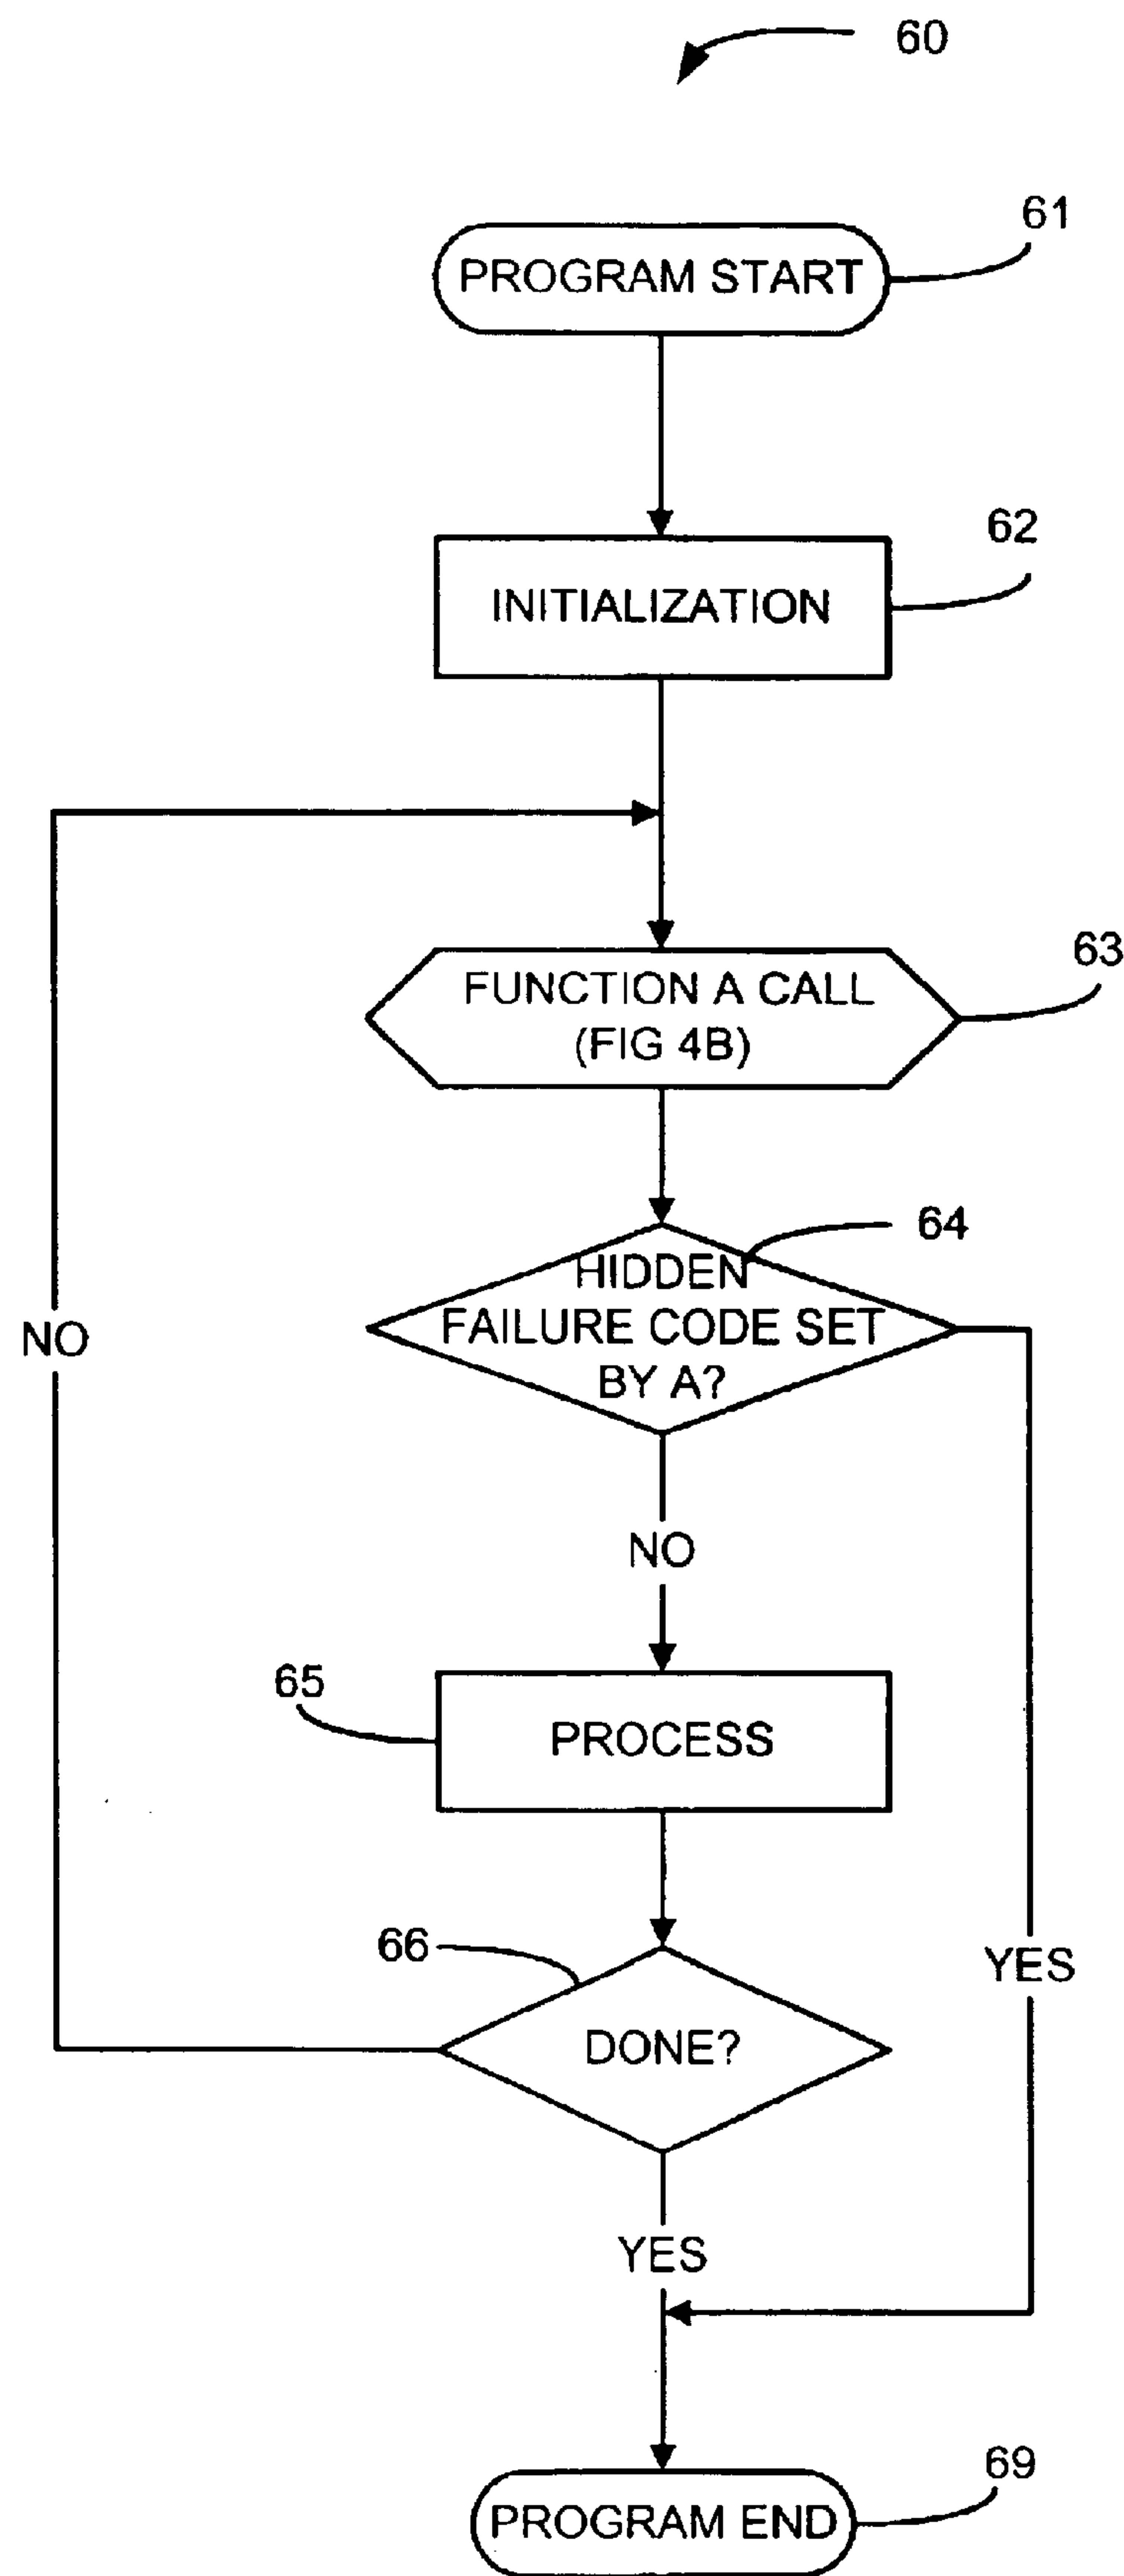 60
61
PROGRAM START
62
INITIALIZATION
63
FUNCTION A CALL
(FIG 4B)
64
HIDDEN
FAILURE CODE SET
BY A?
NO
NO
65
PROCESS
66
YES
DONE?
YES
69
PROGRAM END